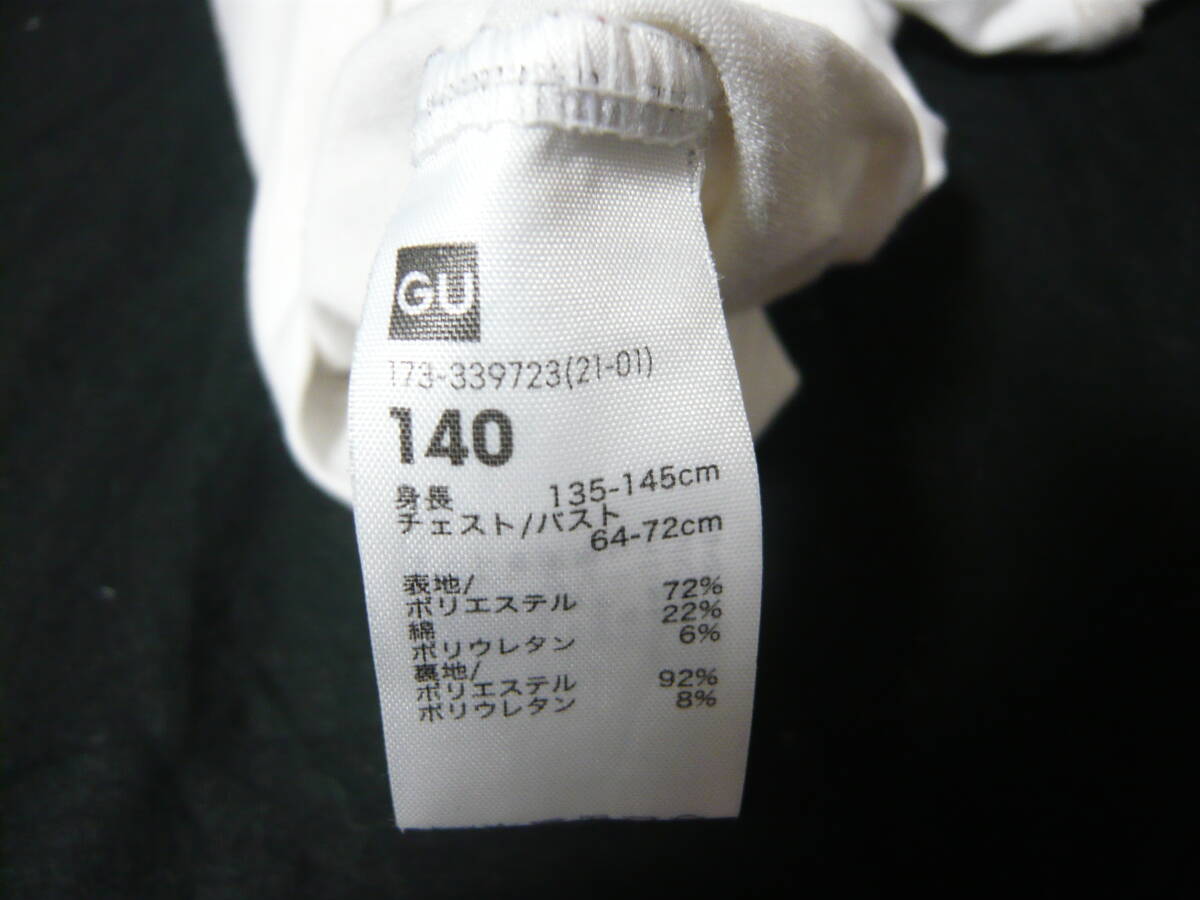 GU
173-339723(21-01)
140
身長 135-145cm
チェスト/バスト
64-72cm
表地/
ポリエステル 72%
綿 22%
ポリウレタン 6%
裏地/
ポリエステル 92%
ポリウレタン 8%